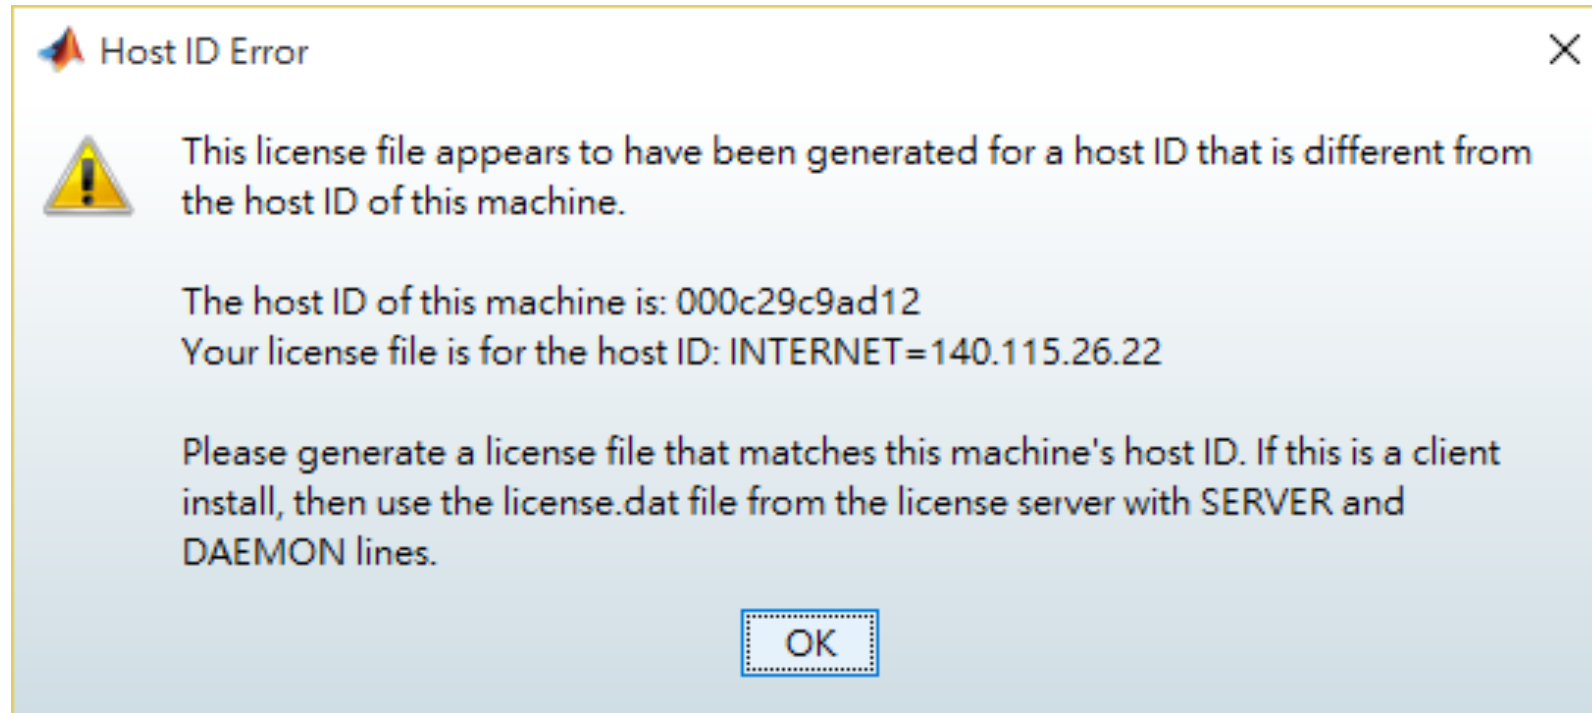 Host ID Error
This license file appears to have been generated for a host ID that is different from
the host ID of this machine.
The host ID of this machine is: 000c29c9ad12
Your license file is for the host ID: INTERNET=140.115.26.22
Please generate a license file that matches this machine's host ID. If this is a client
install, then use the license.dat file from the license server with SERVER and
DAEMON lines.
OK